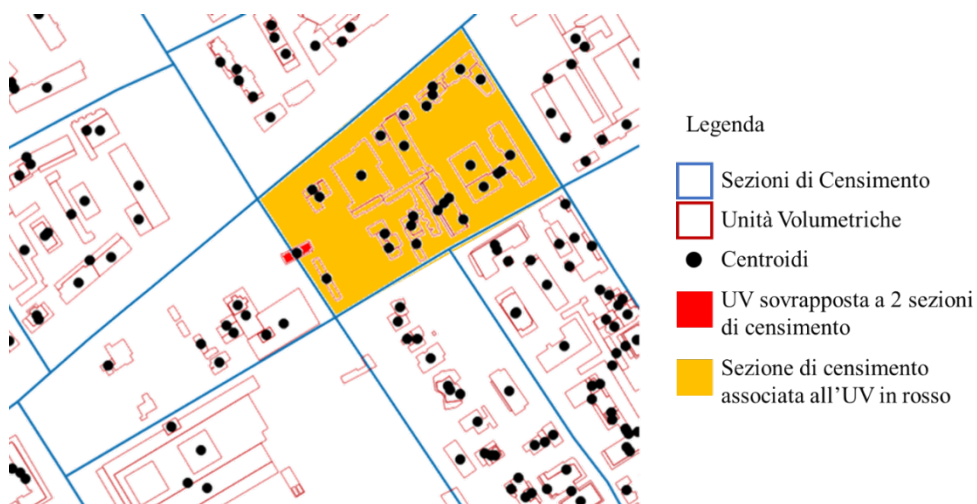 Legenda
Sezioni di Censimento
Unità Volumetriche
Centroidi
UV sovrapposta a 2 sezioni
di censimento
Sezione di censimento
associata all'UV in rosso